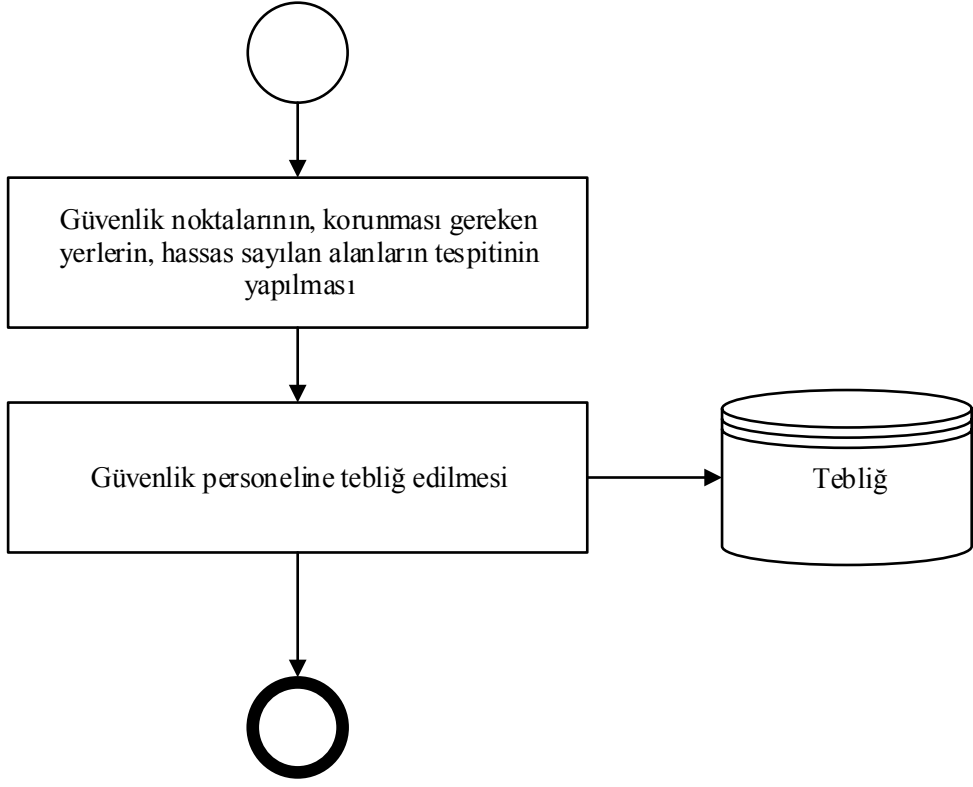 Güvenlik noktalarının, korunması gereken
yerlerin, hassas sayılan alanların tespitinin
yapılması
Güvenlik personeline tebliğ edilmesi
Tebliğ